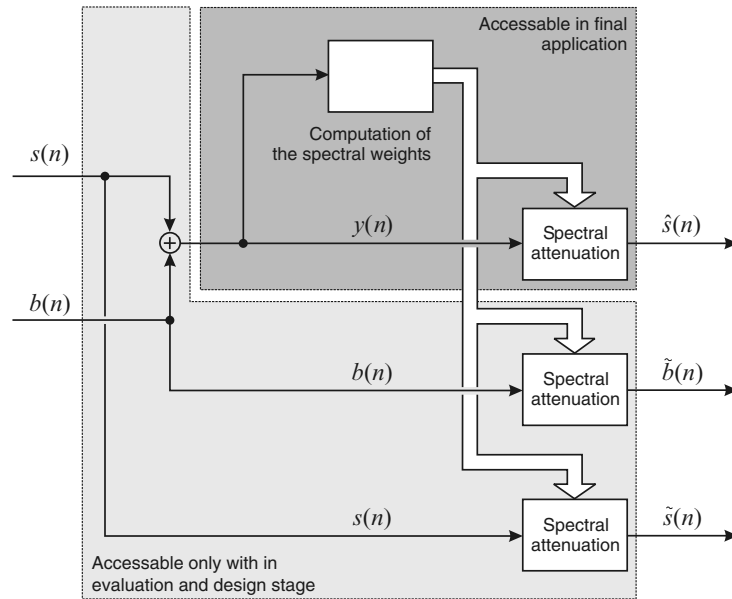 Accessable in final
application
Computation of
the spectral weights
s(n)
+
y(n)
Spectral
attenuation
ŝ(n)
b(n)
b(n)
Spectral
attenuation
b̃(n)
s(n)
Spectral
attenuation
s̃(n)
Accessable only with in
evaluation and design stage